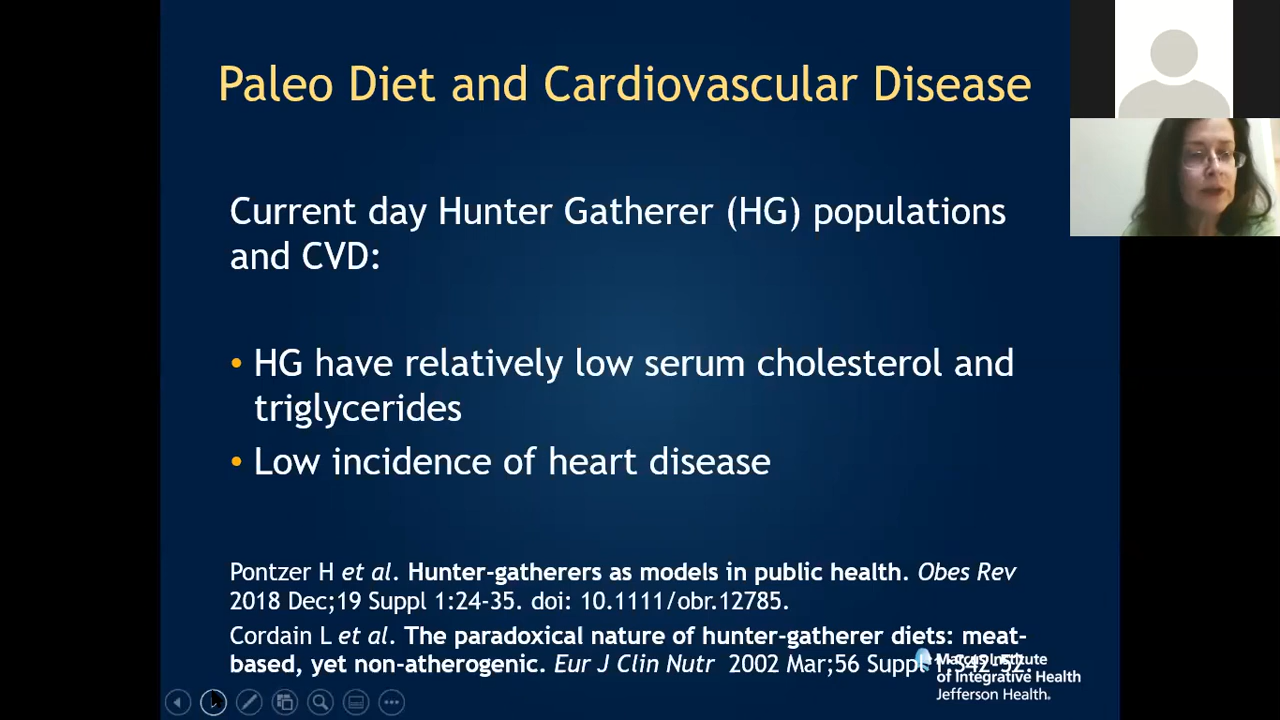 Paleo Diet and Cardiovascular Disease
Current day Hunter Gatherer (HG) populations
and CVD:
• HG have relatively low serum cholesterol and
triglycerides
• Low incidence of heart disease
Pontzer H et al. Hunter-gatherers as models in public health. Obes Rev
2018 Dec;19 Suppl 1:24-35. doi: 10.1111/obr.12785.
Cordain L et al. The paradoxical nature of hunter-gatherer diets: meat-
based, yet non-atherogenic. Eur J Clin Nutr 2002 Mar;56 Suppl
Marcus Institute
of Integrative Health
Jefferson Health.